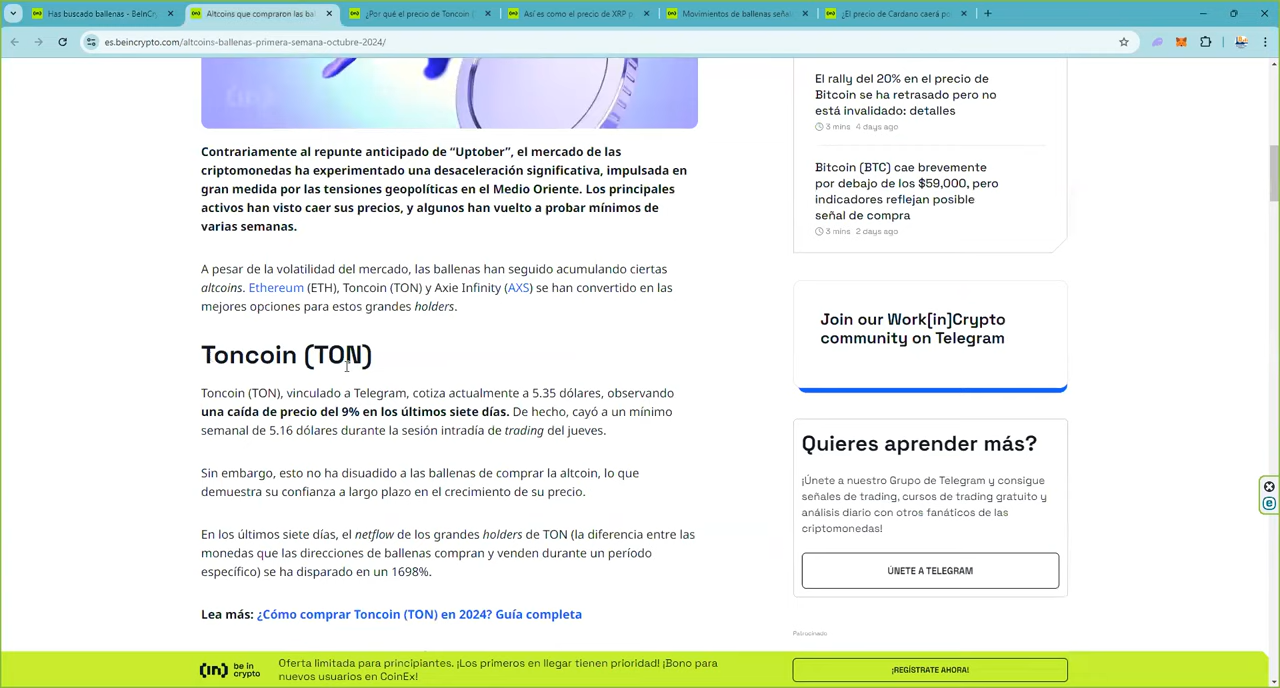 Has buscado ballenas - BeInCr
Altcoins que compraron las bal
¿Por qué el precio de Toncoin (
Así es como el precio de XRP p
Movimientos de ballenas señal
¿El precio de Cardano caerá po
es.beincrypto.com/altcoins-ballenas-primera-semana-octubre-2024/
Contrariamente al repunte anticipado de “Uptober”, el mercado de las
criptomonedas ha experimentado una desaceleración significativa, impulsada en
gran medida por las tensiones geopolíticas en el Medio Oriente. Los principales
activos han visto caer sus precios, y algunos han vuelto a probar mínimos de
varias semanas.
A pesar de la volatilidad del mercado, las ballenas han seguido acumulando ciertas
altcoins. Ethereum (ETH), Toncoin (TON) y Axie Infinity (AXS) se han convertido en las
mejores opciones para estos grandes holders.
Toncoin (TON)
Toncoin (TON), vinculado a Telegram, cotiza actualmente a 5.35 dólares, observando
una caída de precio del 9% en los últimos siete días. De hecho, cayó a un mínimo
semanal de 5.16 dólares durante la sesión intradía de trading del jueves.
Sin embargo, esto no ha disuadido a las ballenas de comprar la altcoin, lo que
demuestra su confianza a largo plazo en el crecimiento de su precio.
En los últimos siete días, el netflow de los grandes holders de TON (la diferencia entre las
monedas que las direcciones de ballenas compran y venden durante un período
específico) se ha disparado en un 1698%.
Lea más: ¿Cómo comprar Toncoin (TON) en 2024? Guía completa
El rally del 20% en el precio de
Bitcoin se ha retrasado pero no
está invalidado: detalles
3 mins 4 days ago
Bitcoin (BTC) cae brevemente
por debajo de los $59,000, pero
indicadores reflejan posible
señal de compra
3 mins 2 days ago
Join our Work[in]Crypto
community on Telegram
Quieres aprender más?
¡Únete a nuestro Grupo de Telegram y consigue
señales de trading, cursos de trading gratuito y
análisis diario con otros fanáticos de las
criptomonedas!
ÚNETE A TELEGRAM
Patrocinado
be in
crypto
Oferta limitada para principiantes. ¡Los primeros en llegar tienen prioridad! ¡Bono para
nuevos usuarios en CoinEx!
¡REGÍSTRATE AHORA!